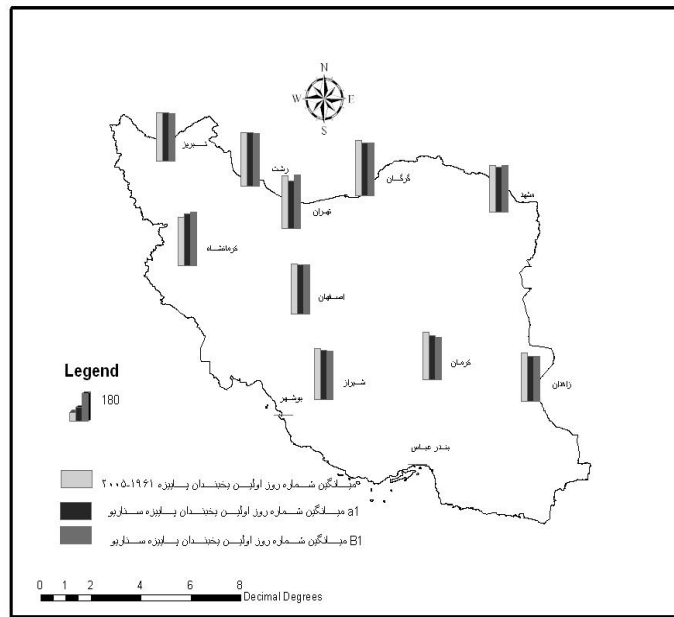 N
W E
S
تبریز
رشت
گرگان
مشهد
تهران
کرمانشاه
اصفهان
کرمان
زاهدان
شیراز
بوشهر
بندر عباس
Legend
180
میانگین شماره روز اولین یخبندان پاییزه ۱۹۶۱-۲۰۰۵
میانگین شماره روز اولین یخبندان پاییزه سناریو a1
میانگین شماره روز اولین یخبندان پاییزه سناریو B1
0 1 2 4 6 8
Decimal Degrees